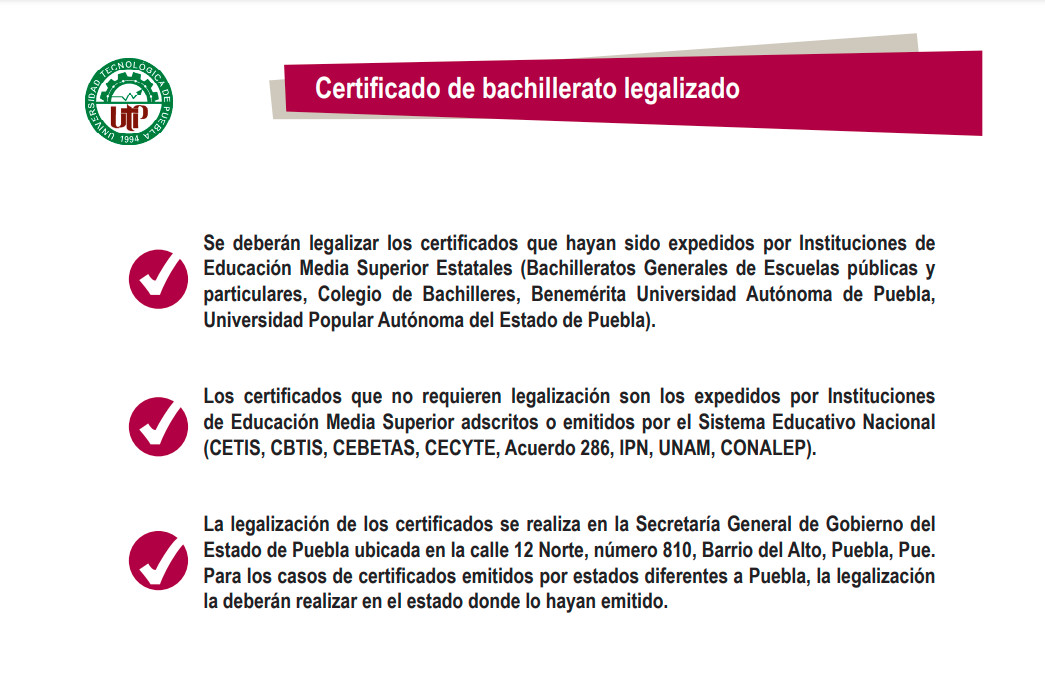 UNIVERSIDAD TECNOLÓGICA DE PUEBLA
UTP
1994
Certificado de bachillerato legalizado
Se deberán legalizar los certificados que hayan sido expedidos por Instituciones de
Educación Media Superior Estatales (Bachilleratos Generales de Escuelas públicas y
particulares, Colegio de Bachilleres, Benemérita Universidad Autónoma de Puebla,
Universidad Popular Autónoma del Estado de Puebla).
Los certificados que no requieren legalización son los expedidos por Instituciones
de Educación Media Superior adscritos o emitidos por el Sistema Educativo Nacional
(CETIS, CBTIS, CEBETAS, CECYTE, Acuerdo 286, IPN, UNAM, CONALEP).
La legalización de los certificados se realiza en la Secretaría General de Gobierno del
Estado de Puebla ubicada en la calle 12 Norte, número 810, Barrio del Alto, Puebla, Pue.
Para los casos de certificados emitidos por estados diferentes a Puebla, la legalización
la deberán realizar en el estado donde lo hayan emitido.